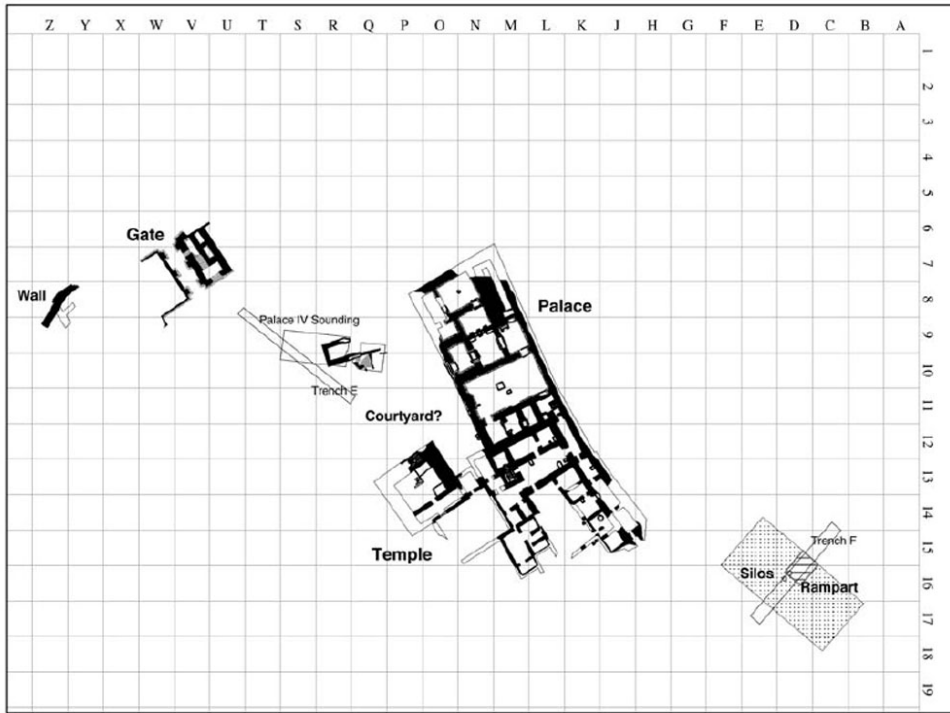 Z Y X W V U T S R Q P O N M L K J H G F E D C B A
1
2
3
4
5
6
7
8
9
10
11
12
13
14
15
16
17
18
19
Gate
Wall
Palace
Palace IV Sounding
Trench E
Courtyard?
Temple
Trench F
Silos
Rampart